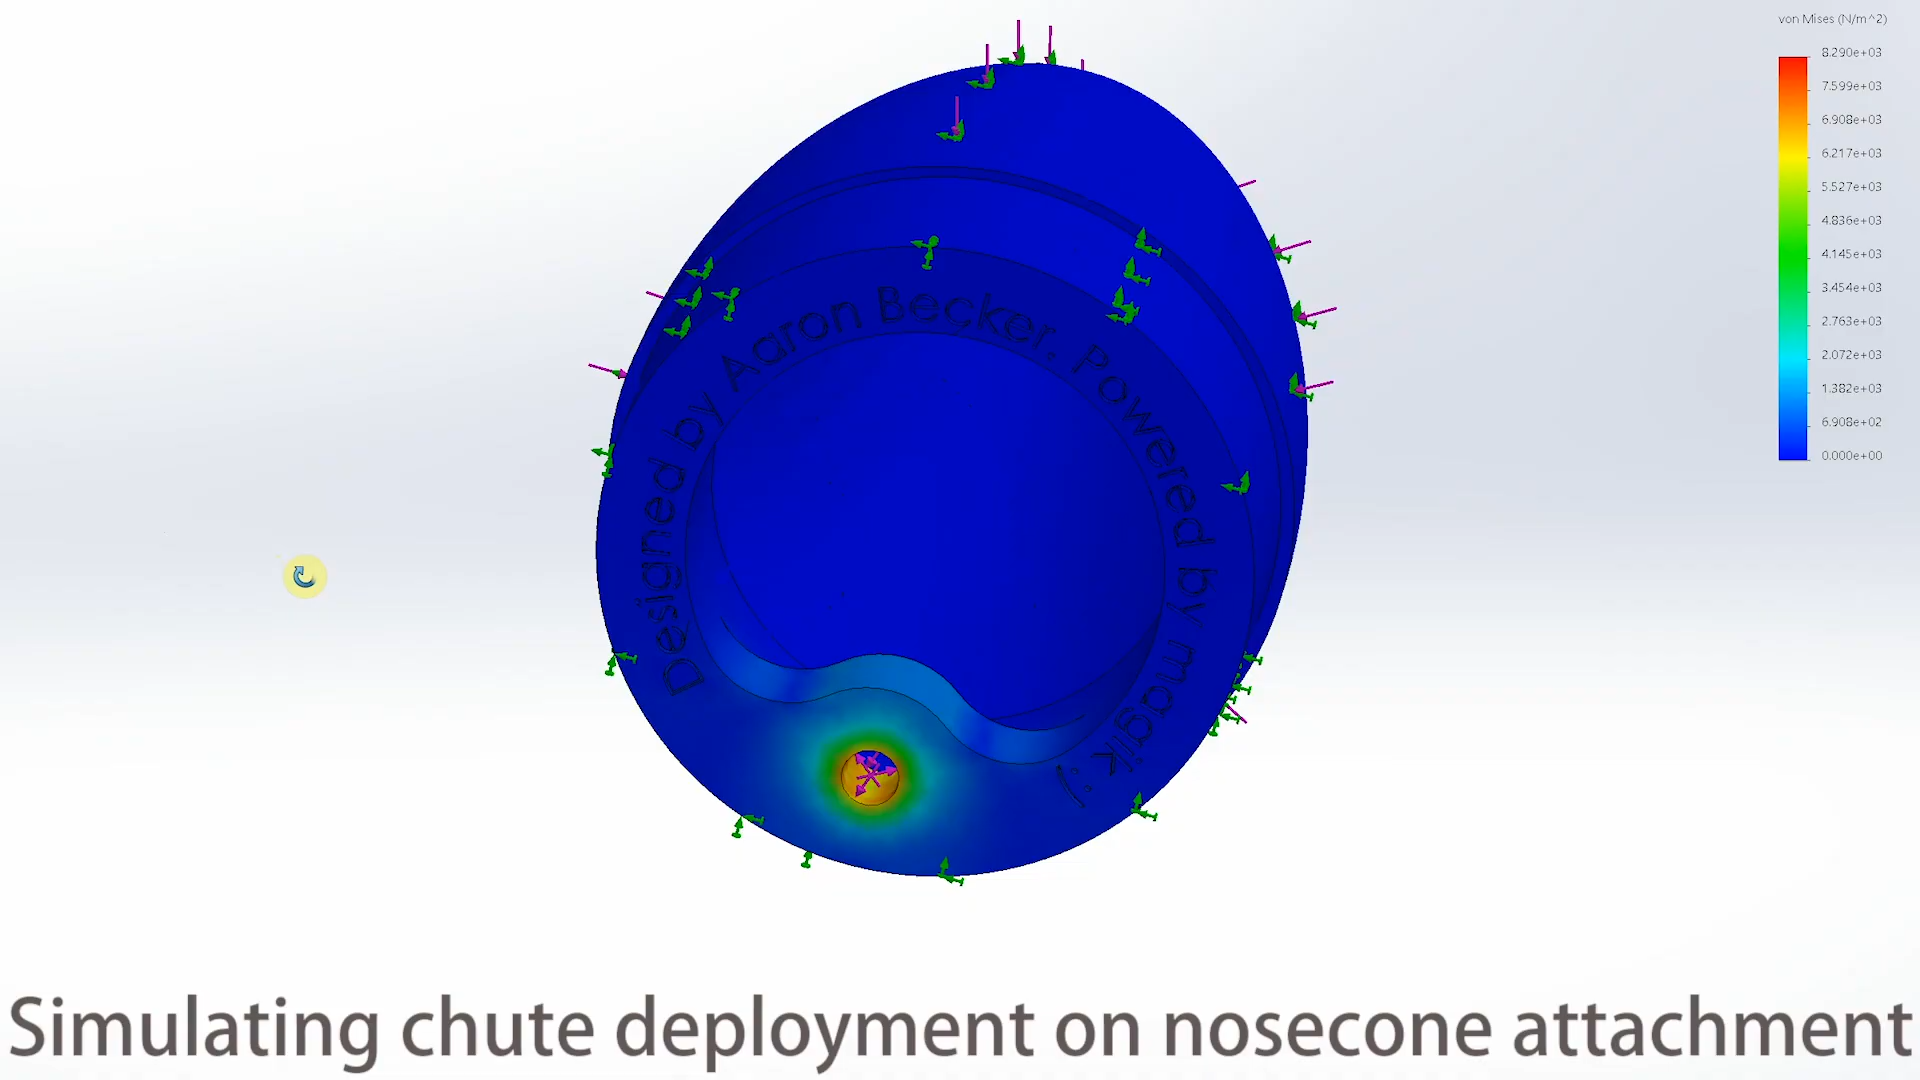 von Mises (N/m^2)
8.290e+03
7.599e+03
6.908e+03
6.217e+03
5.527e+03
4.836e+03
4.145e+03
3.454e+03
2.763e+03
2.072e+03
1.382e+03
6.908e+02
0.000e+00
Designed by Aaron Becker. Powered by magik :)
Simulating chute deployment on nosecone attachment